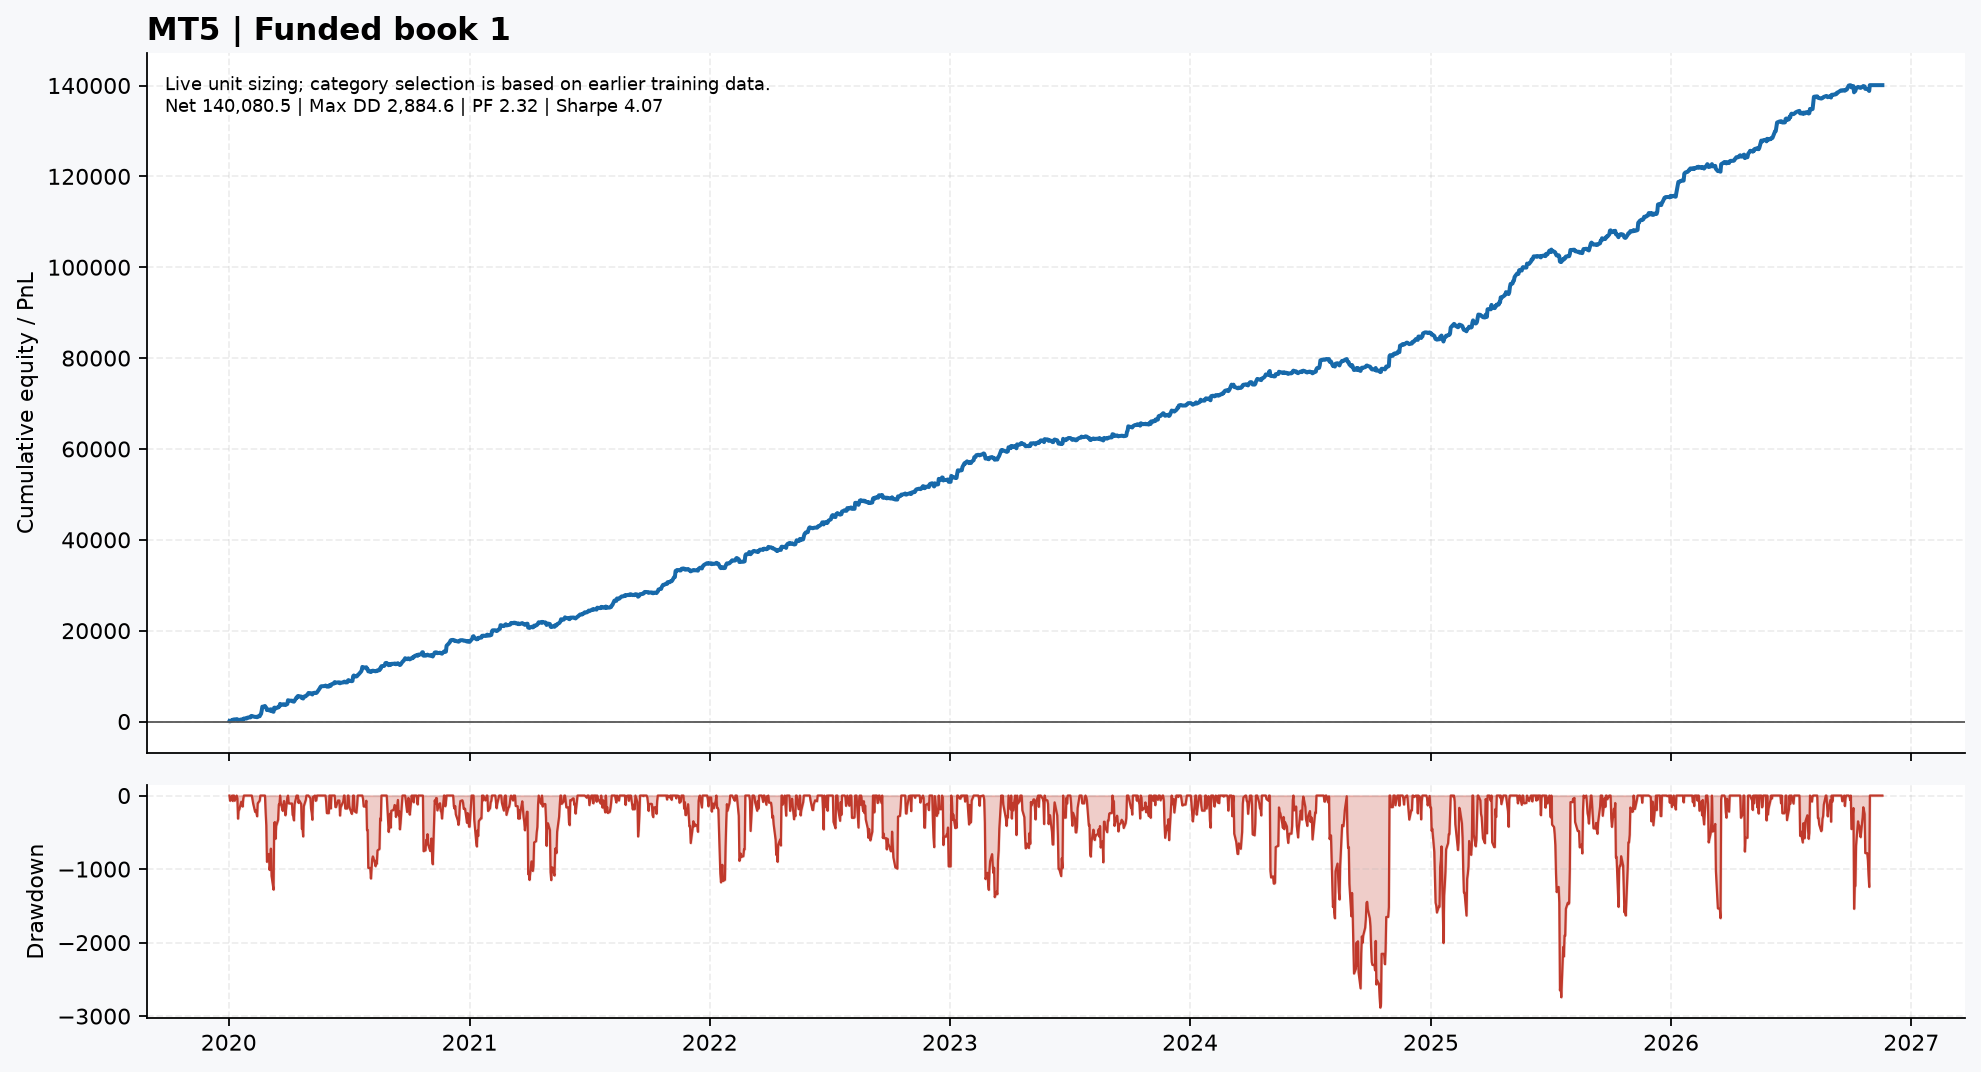 MT5 | Funded book 1
Live unit sizing; category selection is based on earlier training data.
Net 140,080.5 | Max DD 2,884.6 | PF 2.32 | Sharpe 4.07
Cumulative equity / PnL
140000
120000
100000
80000
60000
40000
20000
0
Drawdown
0
−1000
−2000
−3000
2020 2021 2022 2023 2024 2025 2026 2027